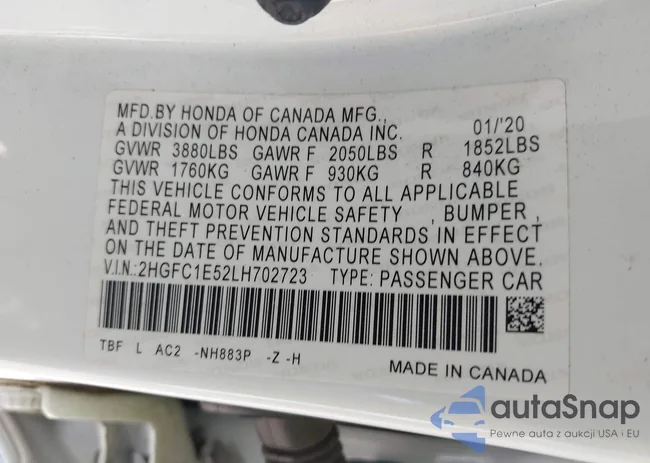 MFD.BY HONDA OF CANADA MFG.,
A DIVISION OF HONDA CANADA INC. 01/'20
GVWR 3880LBS GAWR F 2050LBS R 1852LBS
GVWR 1760KG GAWR F 930KG R 840KG
THIS VEHICLE CONFORMS TO ALL APPLICABLE
FEDERAL MOTOR VEHICLE SAFETY , BUMPER ,
AND THEFT PREVENTION STANDARDS IN EFFECT
ON THE DATE OF MANUFACTURE SHOWN ABOVE.
V.I.N.:2HGFC1E52LH702723 TYPE: PASSENGER CAR
TBF L AC2 -NH883P -Z -H
MADE IN CANADA
autaSnap
Pewne auta z aukcji USA i EU